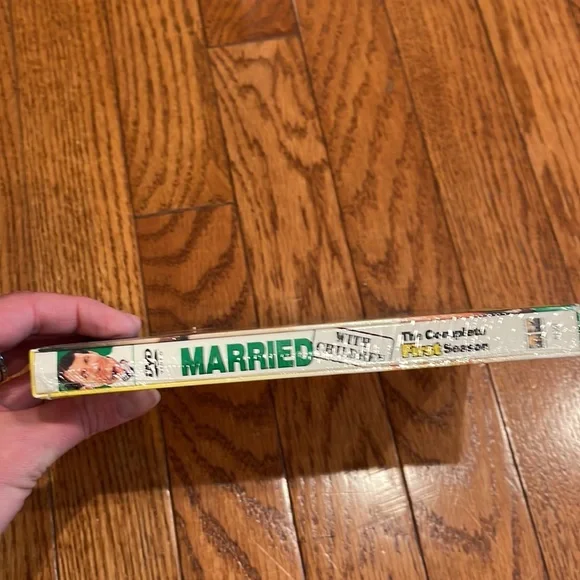 DVD
MARRIED
WITH
CHILDREN
The Complete
First Season